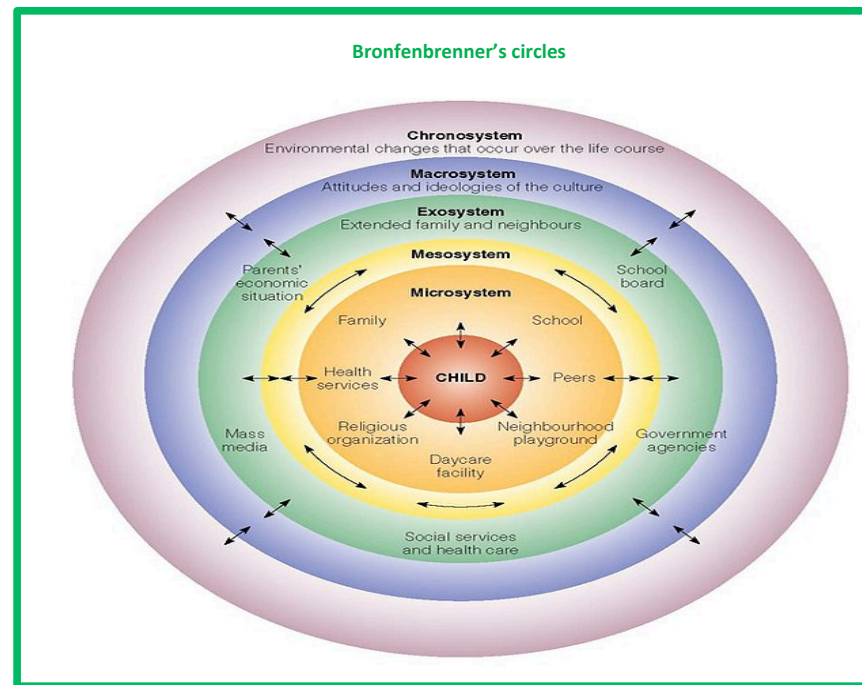 Bronfenbrenner’s circles
Chronosystem
Environmental changes that occur over the life course
Macrosystem
Attitudes and ideologies of the culture
Exosystem
Extended family and neighbours
Mesosystem
Parents'
economic
situation
School
board
Microsystem
Family
School
Health
services
CHILD
Peers
Religious
organization
Neighbourhood
playground
Daycare
facility
Mass
media
Government
agencies
Social services
and health care